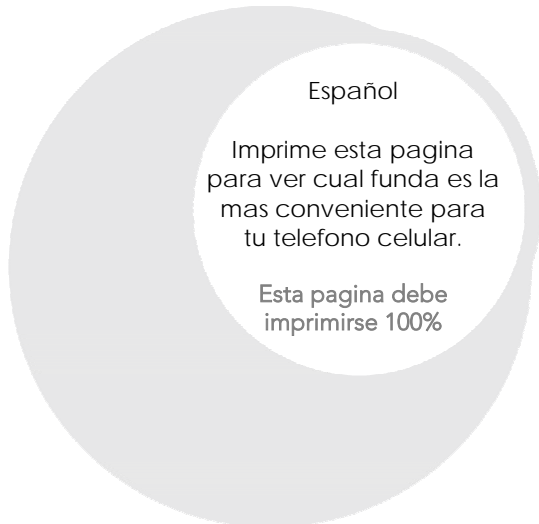 Español
Imprime esta pagina
para ver cual funda es la
mas conveniente para
tu telefono celular.
Esta pagina debe
imprimirse 100%